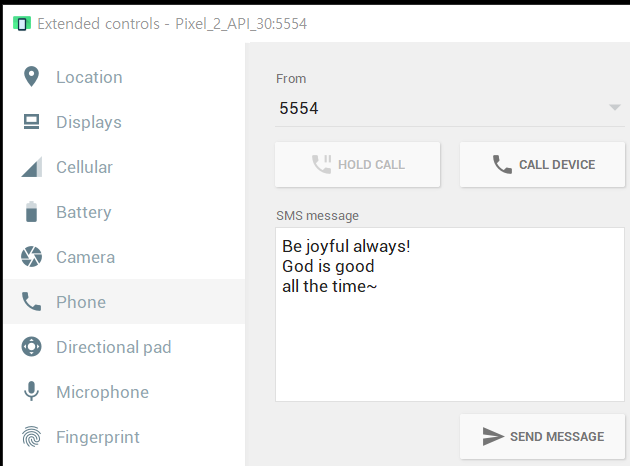 Extended controls - Pixel_2_API_30:5554
Location
Displays
Cellular
Battery
Camera
Phone
Directional pad
Microphone
Fingerprint
From
5554
HOLD CALL
CALL DEVICE
SMS message
Be joyful always!
God is good
all the time~
SEND MESSAGE